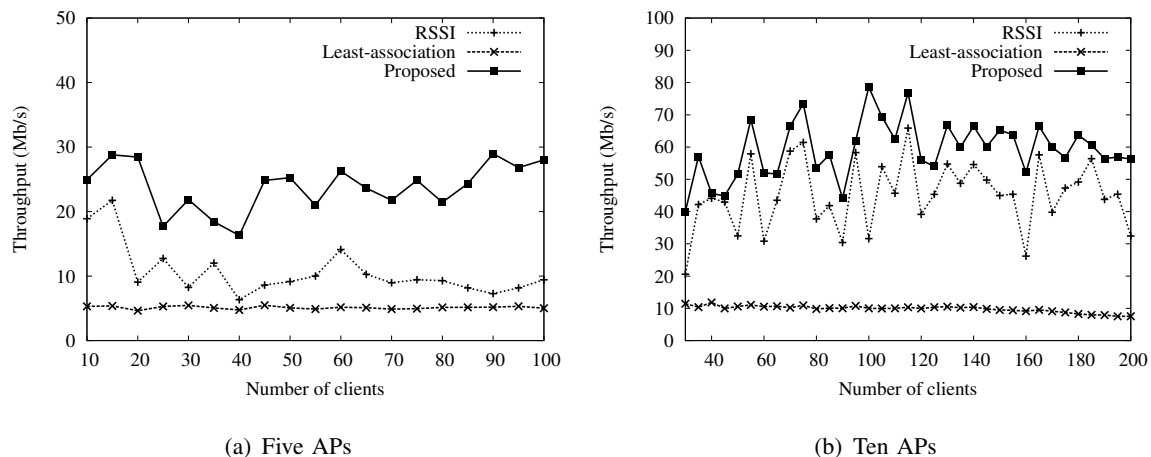 50
40
30
20
10
0
10 20 30 40 50 60 70 80 90 100
Throughput (Mb/s)
Number of clients
RSSI
Least-association
Proposed
(a) Five APs
100
90
80
70
60
50
40
30
20
10
0
40 60 80 100 120 140 160 180 200
Throughput (Mb/s)
Number of clients
RSSI
Least-association
Proposed
(b) Ten APs